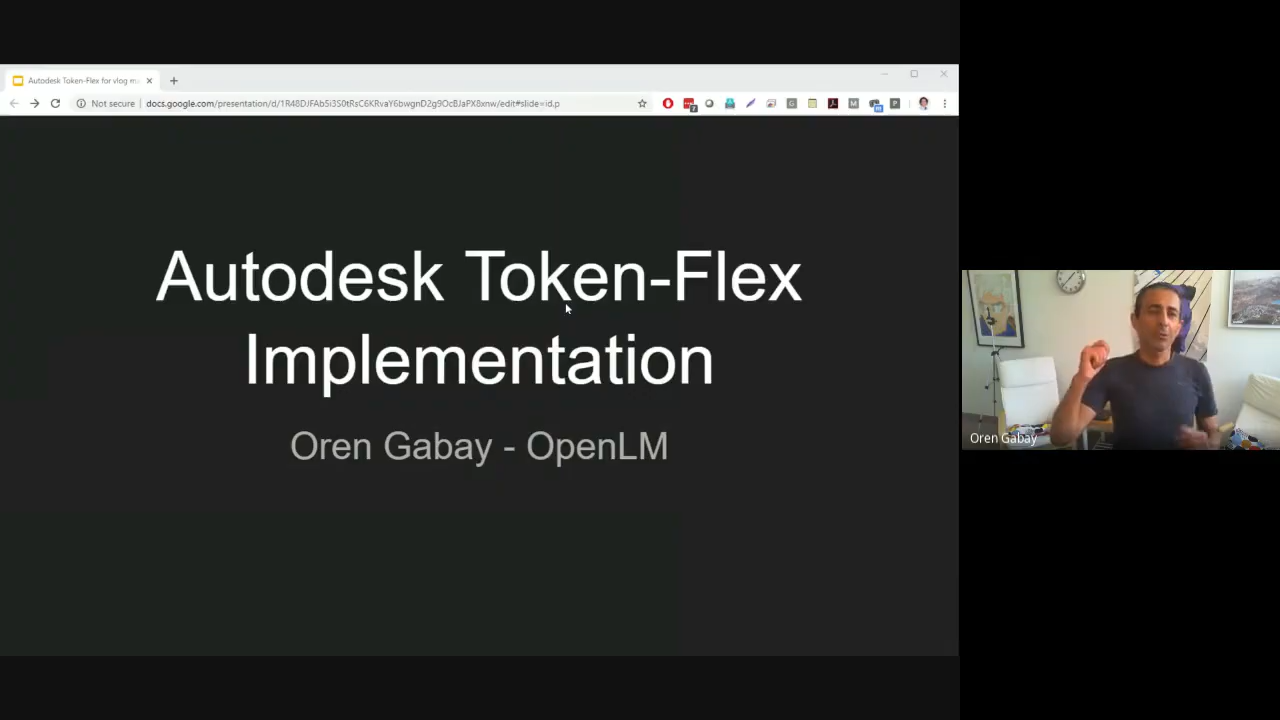 Autodesk Token-Flex for vlog m
Not secure
docs.google.com/presentation/d/1R48DJFAb5i3S0tRsC6KRvaY6bwgnD2g9OcBJaPX8xnw/edit#slide=id.p
Autodesk Token-Flex
Implementation
Oren Gabay - OpenLM
Oren Gabay